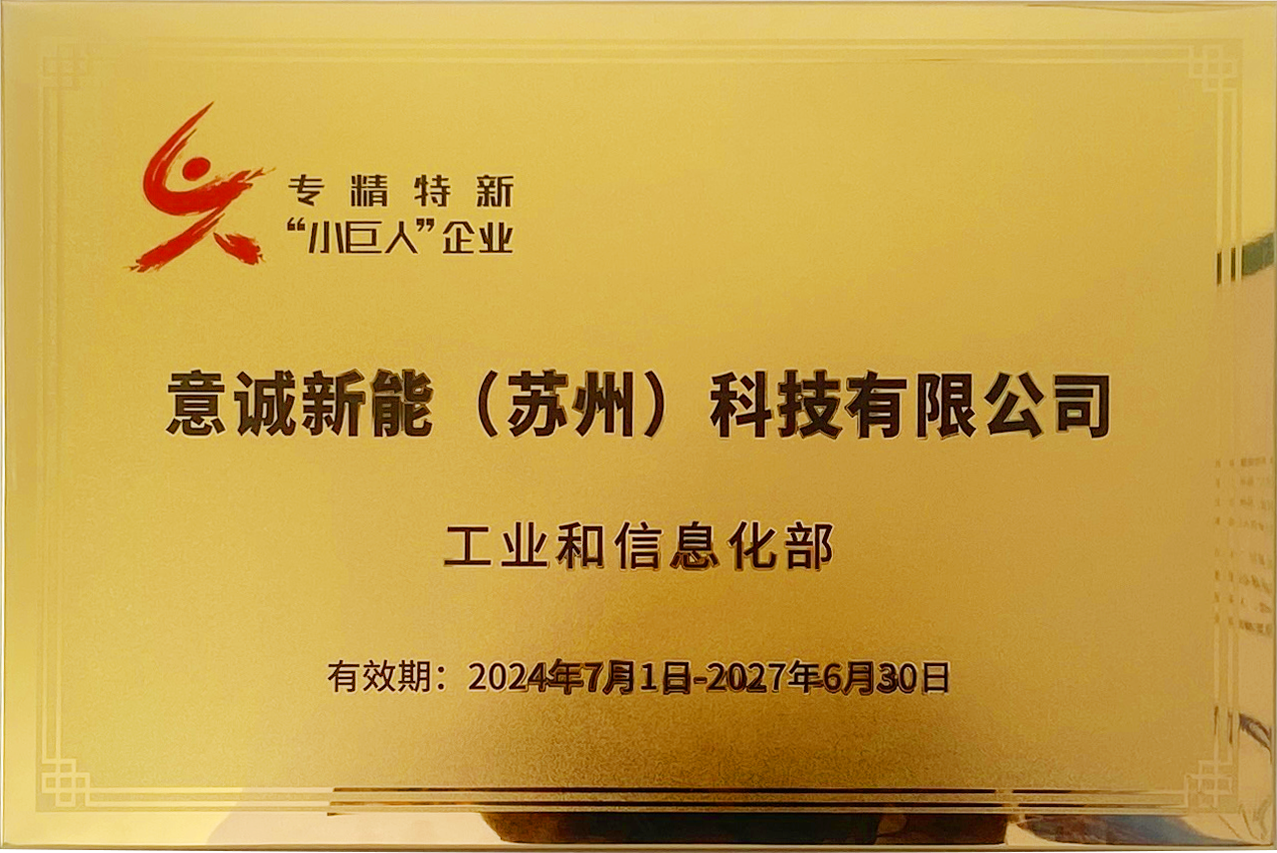 专精特新
“小巨人”企业
意诚新能（苏州）科技有限公司
工业和信息化部
有效期：2024年7月1日-2027年6月30日